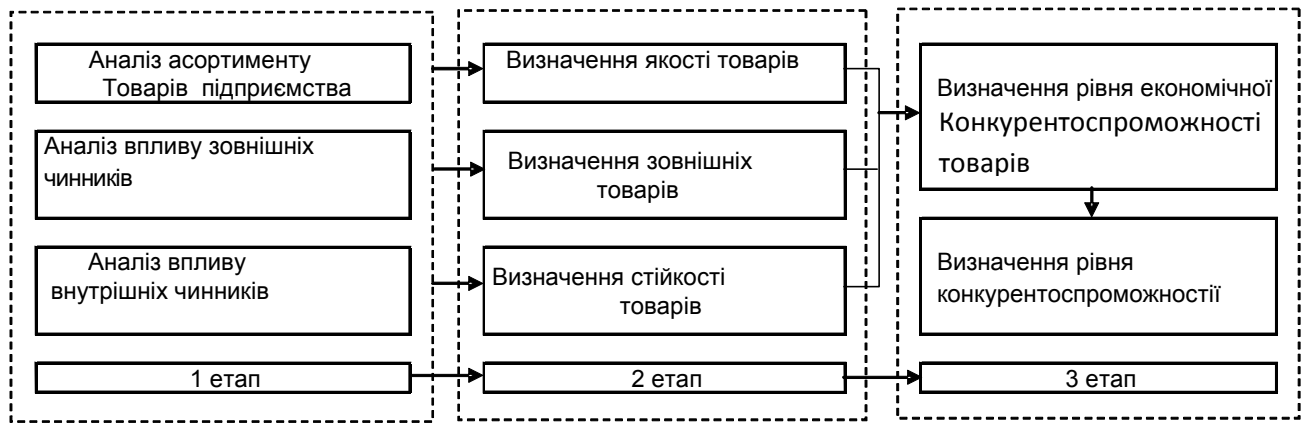 Аналіз асортименту
Товарів підприємства
Аналіз впливу зовнішніх
чинників
Аналіз впливу
внутрішніх чинників
1 етап
Визначення якості товарів
Визначення зовнішніх
товарів
Визначення стійкості
товарів
2 етап
Визначення рівня економічної
Конкурентоспроможності
товарів
Визначення рівня
конкурентоспроможностії
3 етап